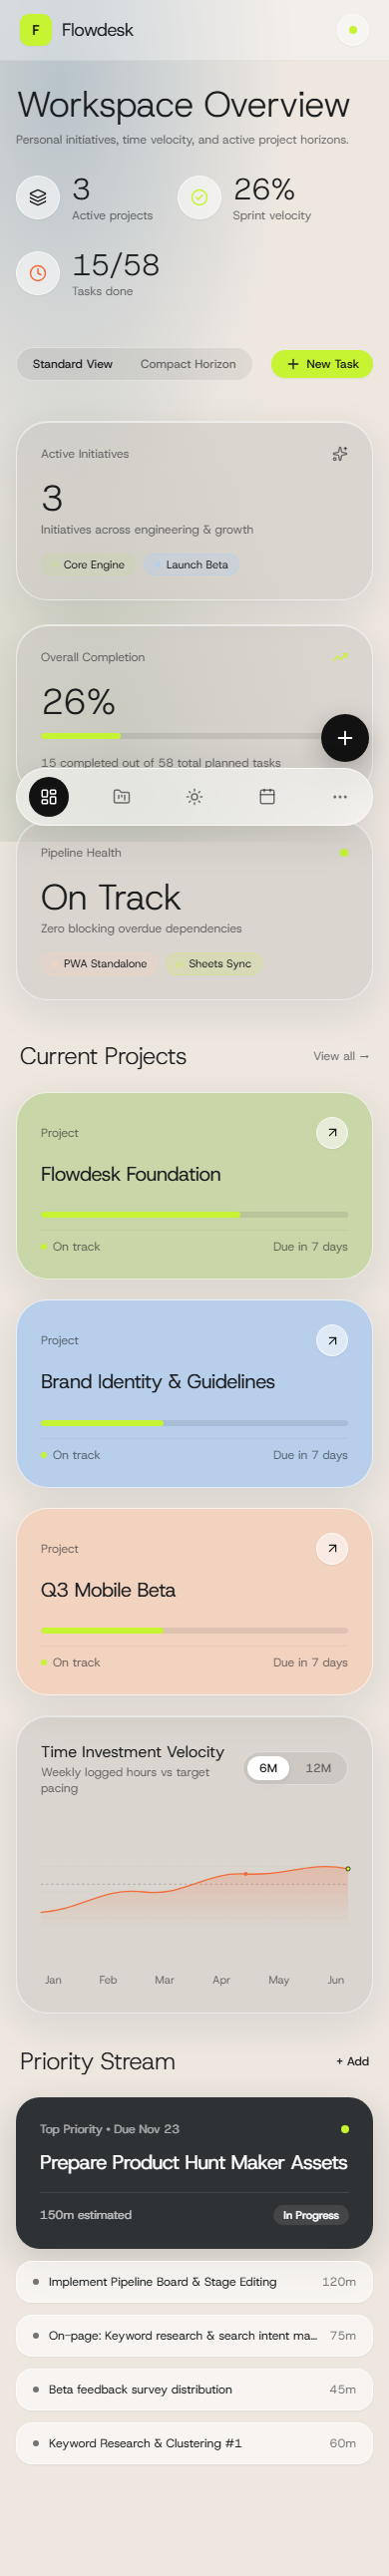 F Flowdesk
Workspace Overview
Personal initiatives, time velocity, and active project horizons.
3
Active projects
26%
Sprint velocity
15/58
Tasks done
Standard View Compact Horizon + New Task
Active Initiatives
3
Initiatives across engineering & growth
Core Engine Launch Beta
Overall Completion
26%
15 completed out of 58 total planned tasks
Pipeline Health
On Track
Zero blocking overdue dependencies
PWA Standalone Sheets Sync
Current Projects View all →
Project
Flowdesk Foundation
On track Due in 7 days
Project
Brand Identity & Guidelines
On track Due in 7 days
Project
Q3 Mobile Beta
On track Due in 7 days
Time Investment Velocity
Weekly logged hours vs target
pacing
6M 12M
Jan Feb Mar Apr May Jun
Priority Stream + Add
Top Priority • Due Nov 23
Prepare Product Hunt Maker Assets
150m estimated In Progress
Implement Pipeline Board & Stage Editing 120m
On-page: Keyword research & search intent ma... 75m
Beta feedback survey distribution 45m
Keyword Research & Clustering #1 60m